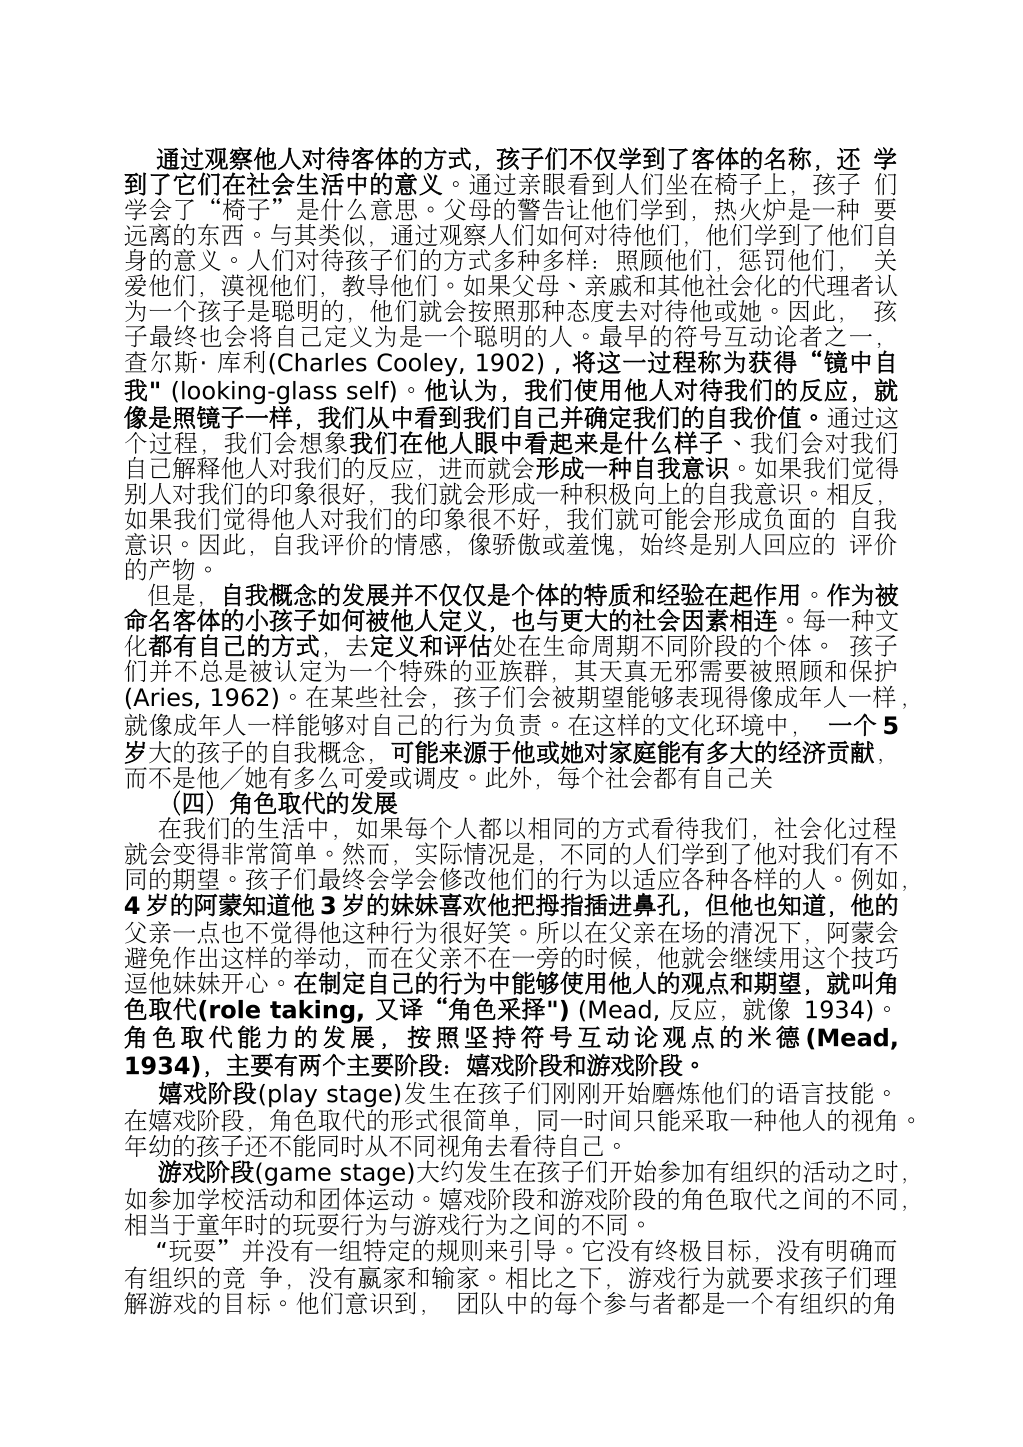 通过观察他人对待客体的方式，孩子们不仅学到了客体的名称，还 学
到了它们在社会生活中的意义。通过亲眼看到人们坐在椅子上，孩子 们
学会了“椅子”是什么意思。父母的警告让他们学到，热火炉是一种 要
远离的东西。与其类似，通过观察人们如何对待他们，他们学到了他们自
身的意义。人们对待孩子们的方式多种多样：照顾他们，惩罚他们， 关
爱他们，漠视他们，教导他们。如果父母、亲戚和其他社会化的代理者认
为一个孩子是聪明的，他们就会按照那种态度去对待他或她。因此， 孩
子最终也会将自己定义为是一个聪明的人。最早的符号互动论者之一，
查尔斯· 库利(Charles Cooley, 1902) , 将这一过程称为获得“镜中自
我" (looking-glass self)。他认为，我们使用他人对待我们的反应，就
像是照镜子一样，我们从中看到我们自己并确定我们的自我价值。通过这
个过程，我们会想象我们在他人眼中看起来是什么样子、我们会对我们
自己解释他人对我们的反应，进而就会形成一种自我意识。如果我们觉得
别人对我们的印象很好，我们就会形成一种积极向上的自我意识。相反，
如果我们觉得他人对我们的印象很不好，我们就可能会形成负面的 自我
意识。因此，自我评价的情感，像骄傲或羞愧，始终是别人回应的 评价
的产物。
但是，自我概念的发展并不仅仅是个体的特质和经验在起作用。作为被
命名客体的小孩子如何被他人定义，也与更大的社会因素相连。每一种文
化都有自己的方式，去定义和评估处在生命周期不同阶段的个体。 孩子
们并不总是被认定为一个特殊的亚族群，其天真无邪需要被照顾和保护
(Aries, 1962)。在某些社会，孩子们会被期望能够表现得像成年人一样，
就像成年人一样能够对自己的行为负责。在这样的文化环境中， 一个 5
岁大的孩子的自我概念，可能来源于他或她对家庭能有多大的经济贡献，
而不是他／她有多么可爱或调皮。此外，每个社会都有自己关
（四）角色取代的发展
在我们的生活中，如果每个人都以相同的方式看待我们，社会化过程
就会变得非常简单。然而，实际情况是，不同的人们学到了他对我们有不
同的期望。孩子们最终会学会修改他们的行为以适应各种各样的人。例如，
4 岁的阿蒙知道他 3 岁的妹妹喜欢他把拇指插进鼻孔，但他也知道，他的
父亲一点也不觉得他这种行为很好笑。所以在父亲在场的清况下，阿蒙会
避免作出这样的举动，而在父亲不在一旁的时候，他就会继续用这个技巧
逗他妹妹开心。在制定自己的行为中能够使用他人的观点和期望，就叫角
色取代(role taking, 又译“角色采择") (Mead, 反应，就像 1934)。
角色取代能力的发展，按照坚持符号互动论观点的米德(Mead,
1934)，主要有两个主要阶段：嬉戏阶段和游戏阶段。
嬉戏阶段(play stage)发生在孩子们刚刚开始磨炼他们的语言技能。
在嬉戏阶段，角色取代的形式很简单，同一时间只能采取一种他人的视角。
年幼的孩子还不能同时从不同视角去看待自己。
游戏阶段(game stage)大约发生在孩子们开始参加有组织的活动之时，
如参加学校活动和团体运动。嬉戏阶段和游戏阶段的角色取代之间的不同，
相当于童年时的玩耍行为与游戏行为之间的不同。
“玩耍”并没有一组特定的规则来引导。它没有终极目标，没有明确而
有组织的竞 争，没有赢家和输家。相比之下，游戏行为就要求孩子们理
解游戏的目标。他们意识到， 团队中的每个参与者都是一个有组织的角